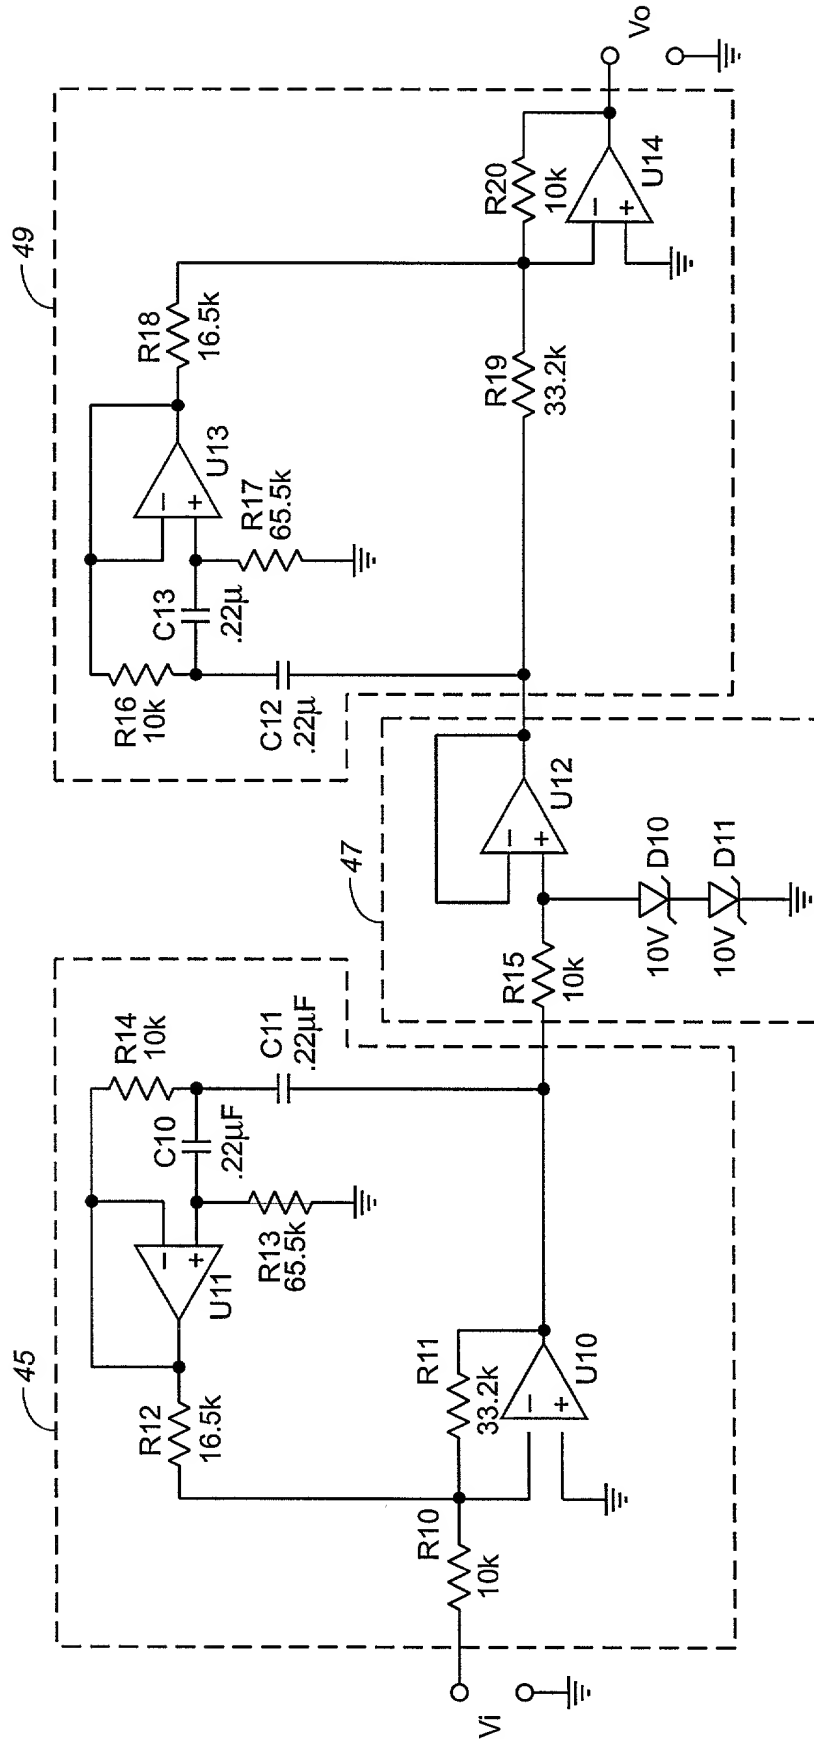 45
R12
16.5k
U11
R13
65.5k
C10
.22µF
R14
10k
C11
.22µF
Vi
R10
10k
R11
33.2k
−
+
U10
−
+
47
R15
10k
−
+
U12
10V
D10
10V
D11
49
R16
10k
C12
.22µ
C13
.22µ
−
+
U13
R17
65.5k
R18
16.5k
R19
33.2k
R20
10k
−
+
U14
Vo